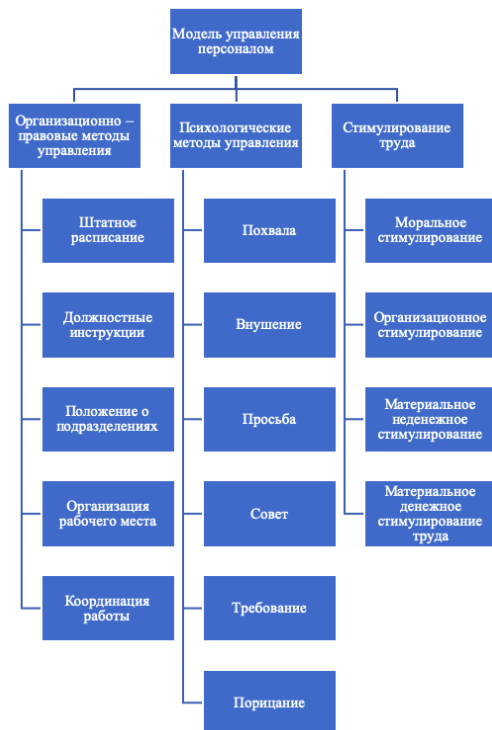 Модель управления
персоналом
Организационно –
правовые методы
управления
Психологические
методы управления
Стимулирование
труда
Штатное
расписание
Похвала
Моральное
стимулирование
Должностные
инструкции
Внушение
Организационное
стимулирование
Положение о
подразделениях
Просьба
Материальное
неденежное
стимулирование
Организация
рабочего места
Совет
Материальное
денежное
стимулирование
труда
Координация
работы
Требование
Порицание